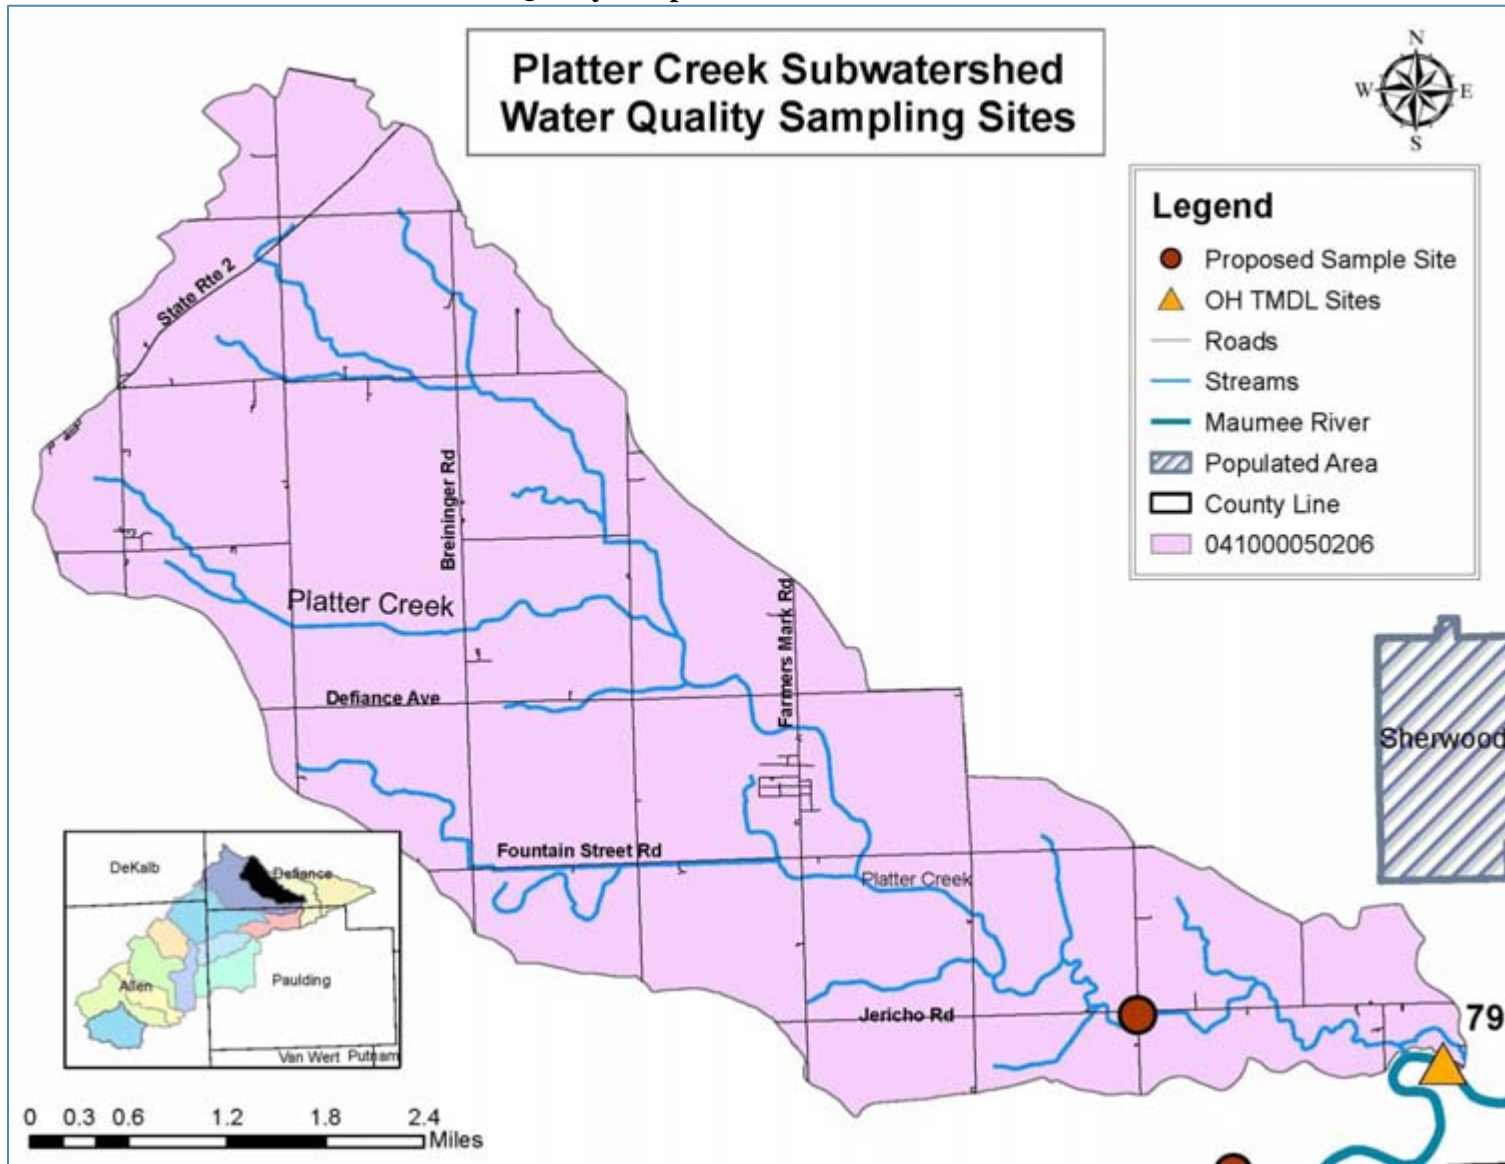 Platter Creek Subwatershed
Water Quality Sampling Sites
N
W E
S
Legend
Proposed Sample Site
OH TMDL Sites
Roads
Streams
Maumee River
Populated Area
County Line
041000050206
State Rte 2
Breininger Rd
Platter Creek
Farmers Mark Rd
Defiance Ave
Sherwood
Fountain Street Rd
Platter Creek
Jericho Rd
79
DeKalb
Defiance
Paulding
Allen
Van Wert Putnam
0 0.3 0.6 1.2 1.8 2.4
Miles